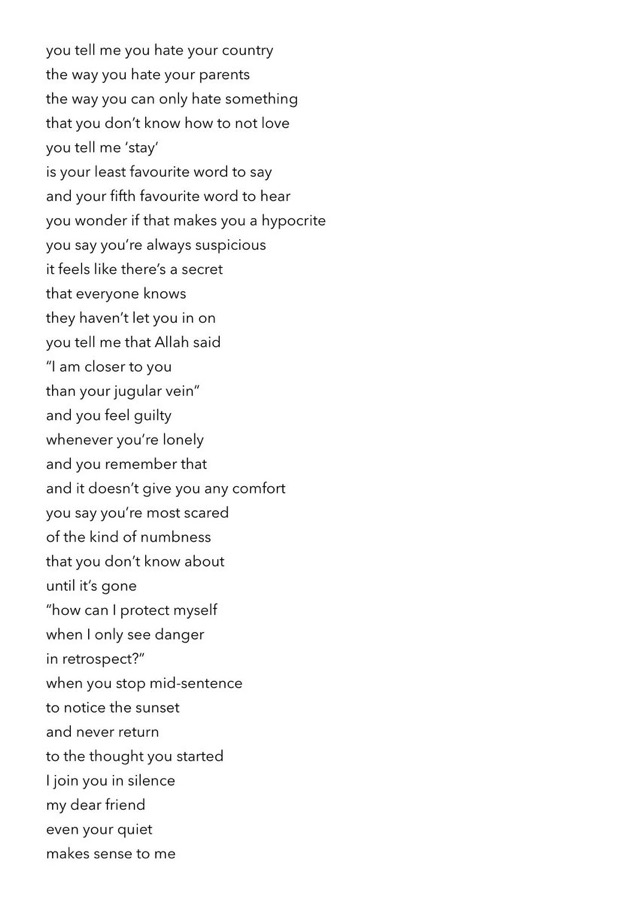 you tell me you hate your country
the way you hate your parents
the way you can only hate something
that you don’t know how to not love
you tell me ‘stay’
is your least favourite word to say
and your fifth favourite word to hear
you wonder if that makes you a hypocrite
you say you’re always suspicious
it feels like there’s a secret
that everyone knows
they haven’t let you in on
you tell me that Allah said
“I am closer to you
than your jugular vein”
and you feel guilty
whenever you’re lonely
and you remember that
and it doesn’t give you any comfort
you say you’re most scared
of the kind of numbness
that you don’t know about
until it’s gone
“how can I protect myself
when I only see danger
in retrospect?”
when you stop mid-sentence
to notice the sunset
and never return
to the thought you started
I join you in silence
my dear friend
even your quiet
makes sense to me